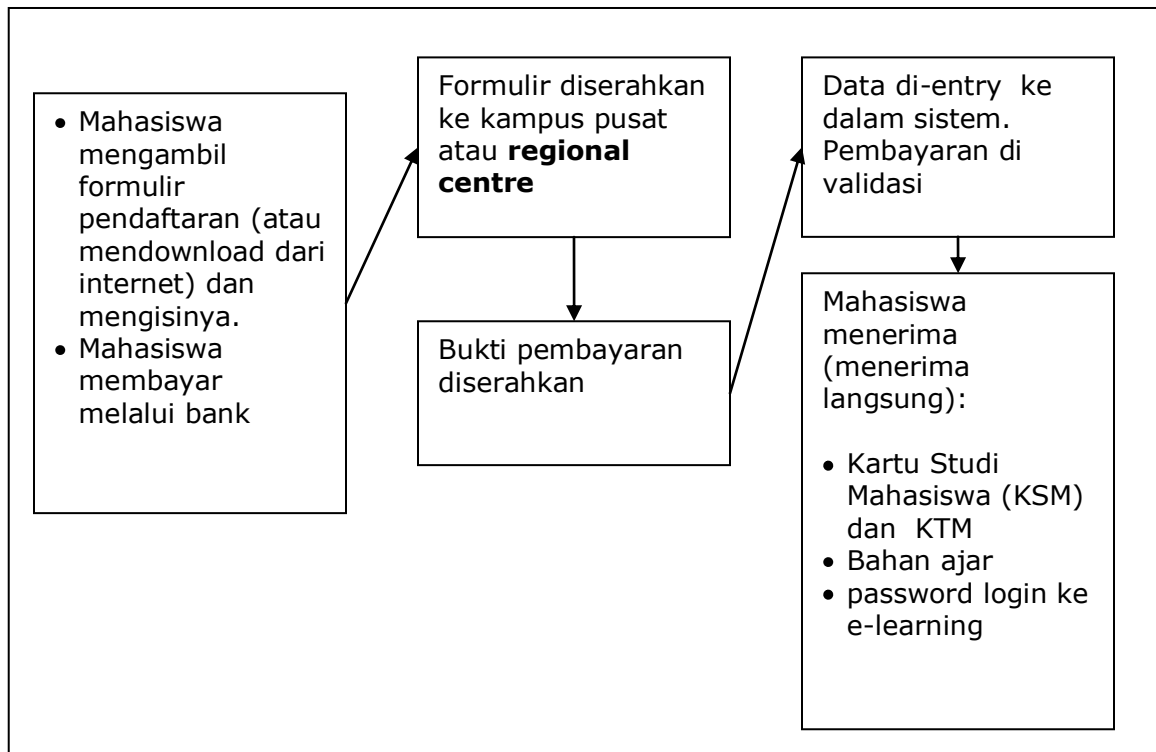 • Mahasiswa
mengambil
formulir
pendaftaran (atau
mendownload dari
internet) dan
mengisinya.
• Mahasiswa
membayar
melalui bank
Formulir diserahkan
ke kampus pusat
atau regional
centre
Bukti pembayaran
diserahkan
Data di-entry ke
dalam sistem.
Pembayaran di
validasi
Mahasiswa
menerima
(menerima
langsung):
• Kartu Studi
Mahasiswa (KSM)
dan KTM
• Bahan ajar
• password login ke
e-learning